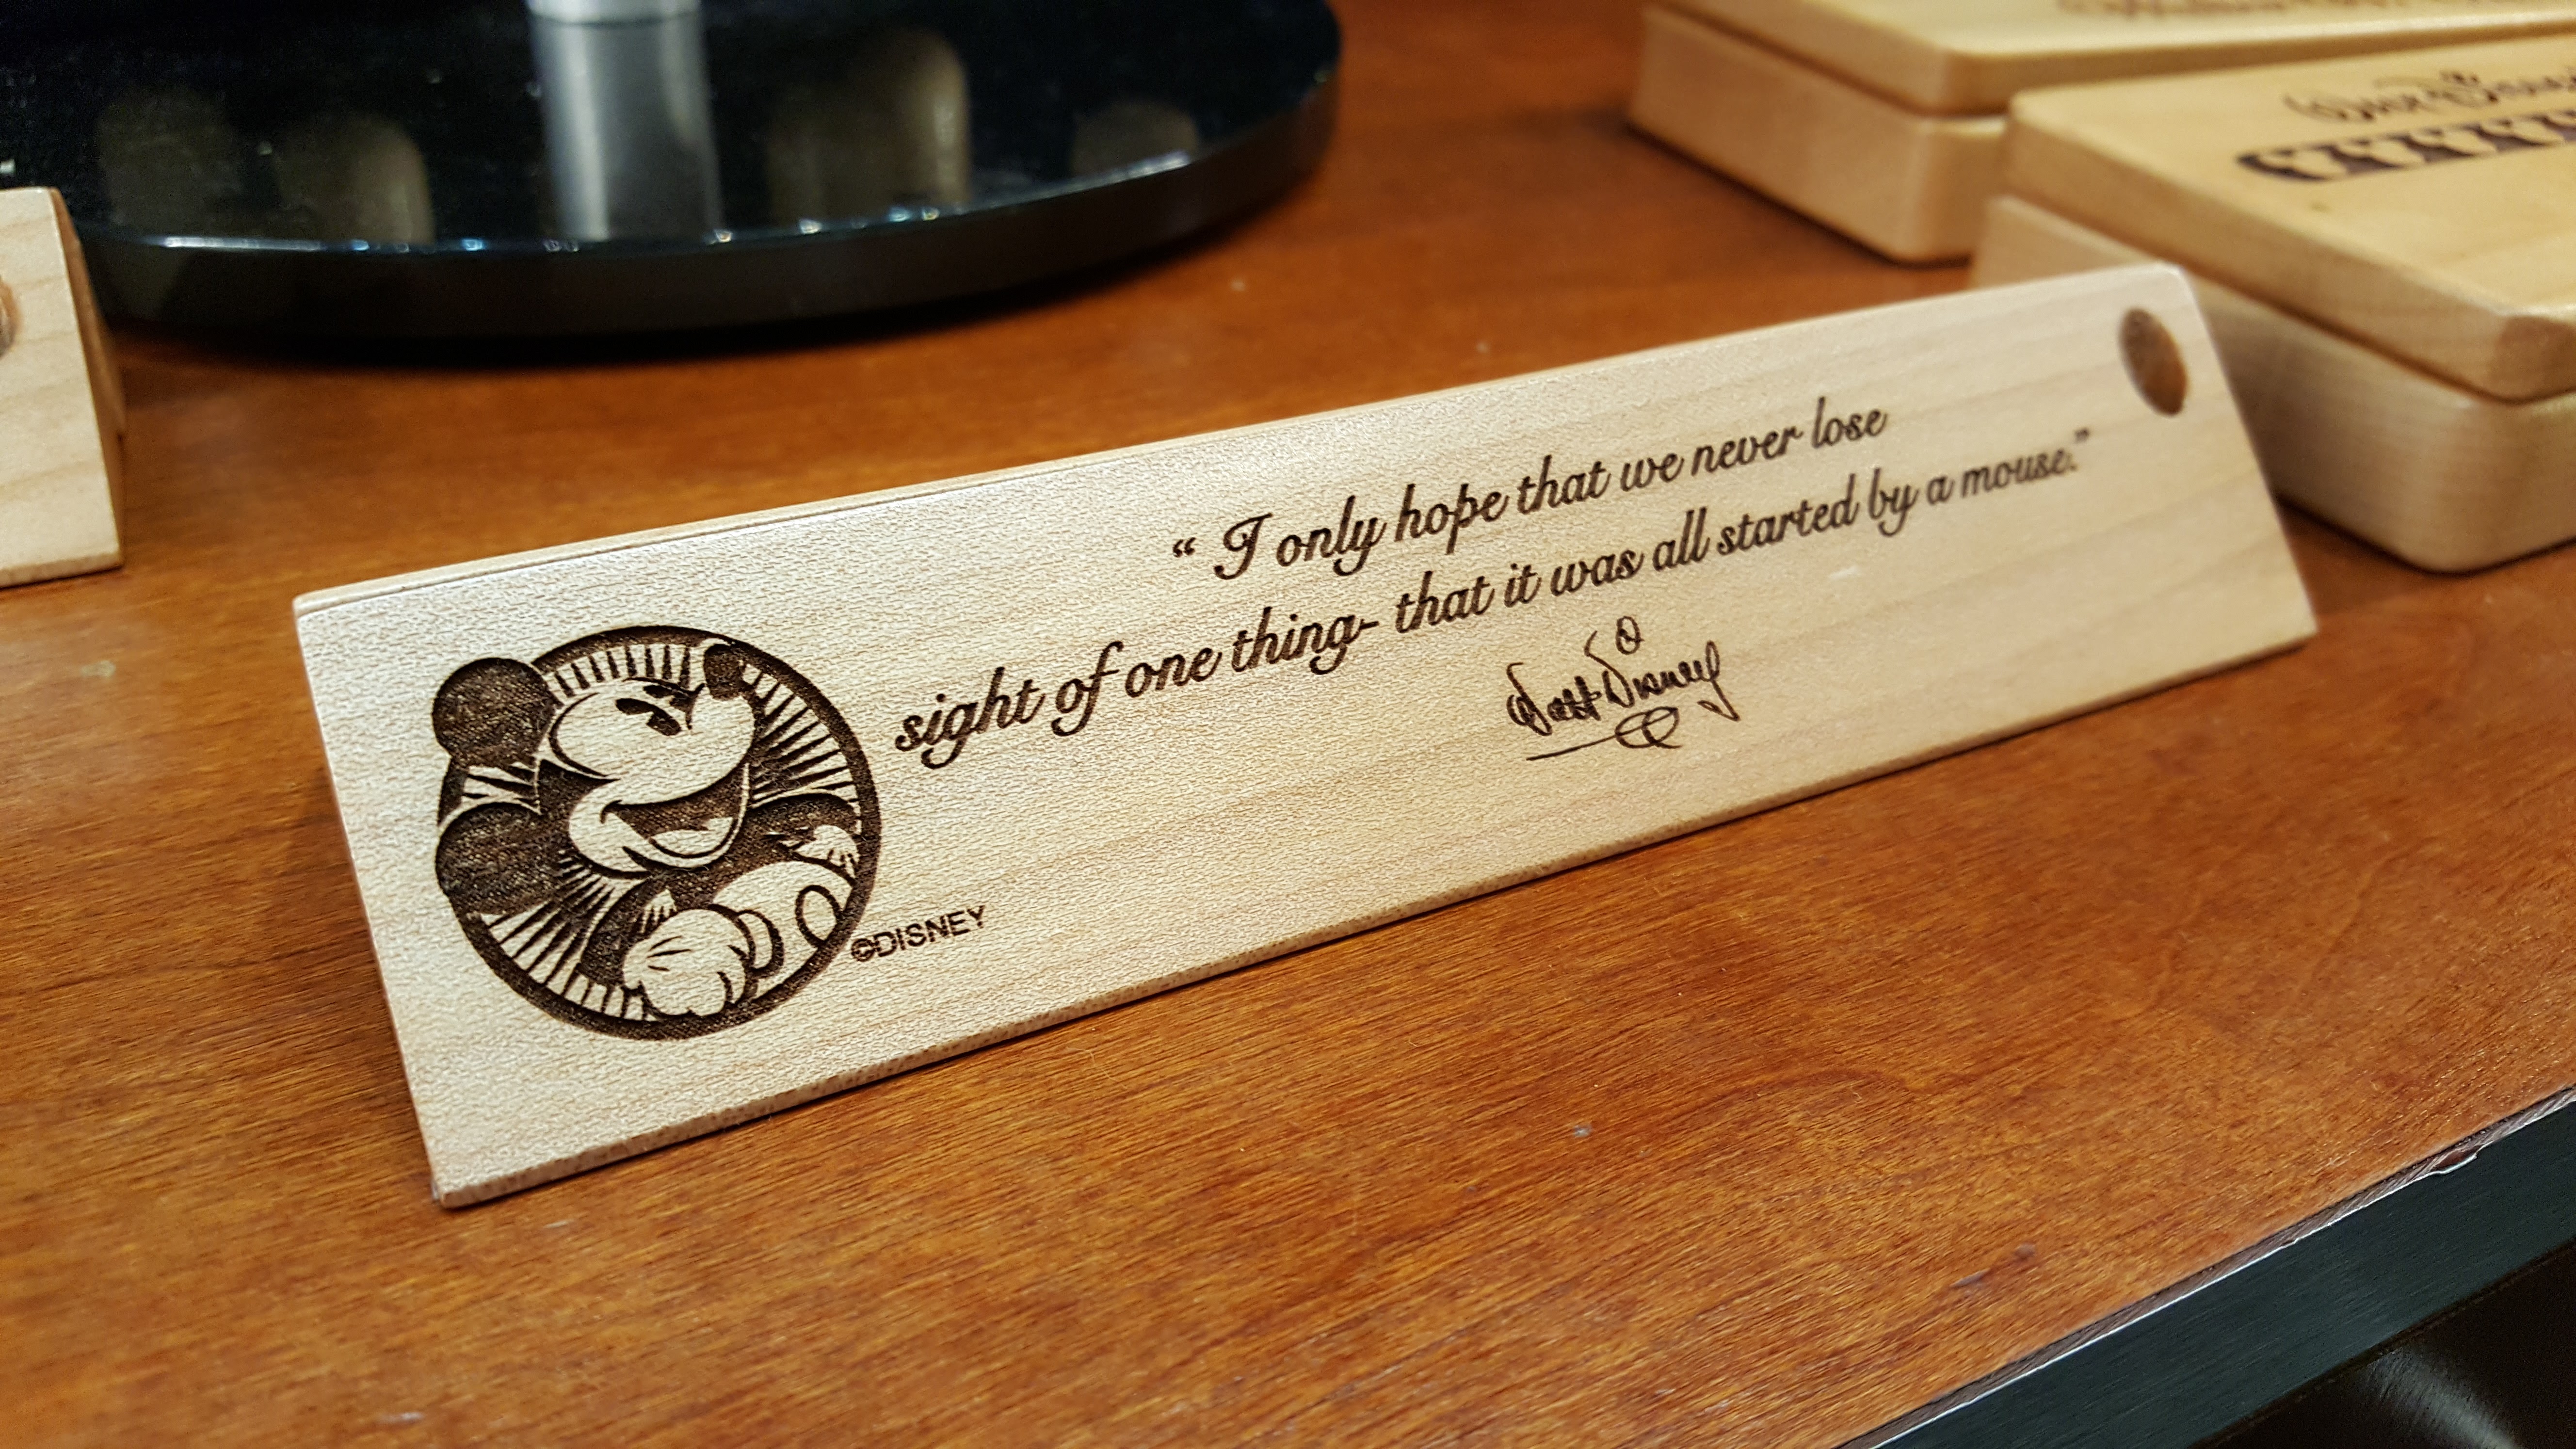 “ I only hope that we never lose
sight of one thing- that it was all started by a mouse.”
Walt Disney
©DISNEY